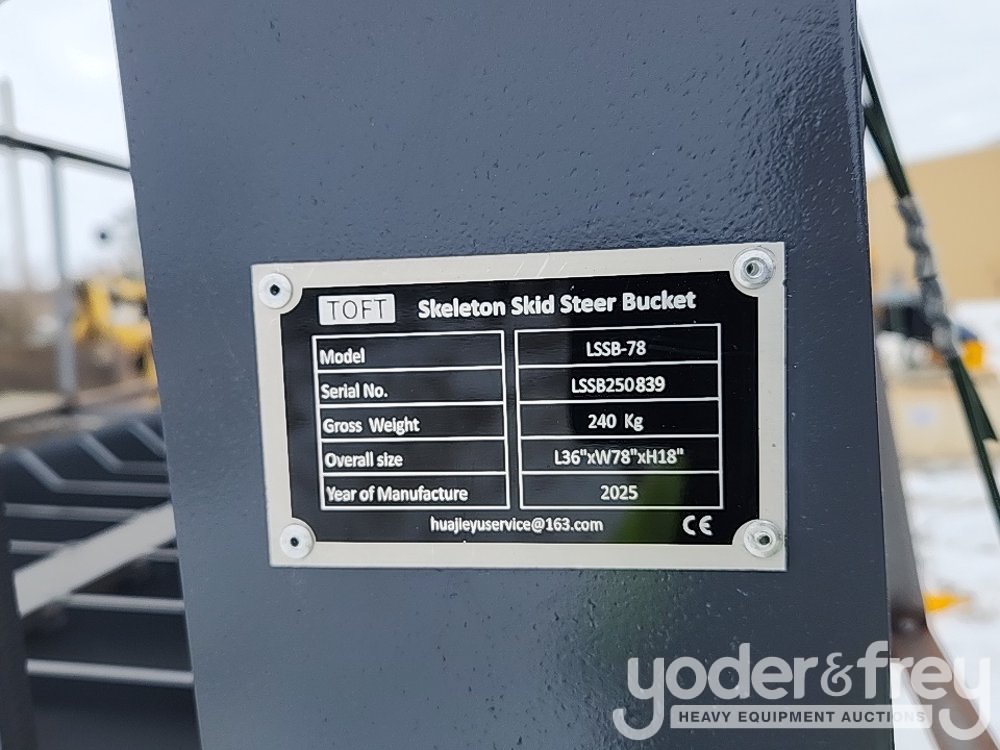 TOFT Skeleton Skid Steer Bucket
Model LSSB-78
Serial No. LSSB250839
Gross Weight 240 Kg
Overall size L36"xW78"xH18"
Year of Manufacture 2025
huajieyuservice@163.com CE
yoder&frey
HEAVY EQUIPMENT AUCTIONS